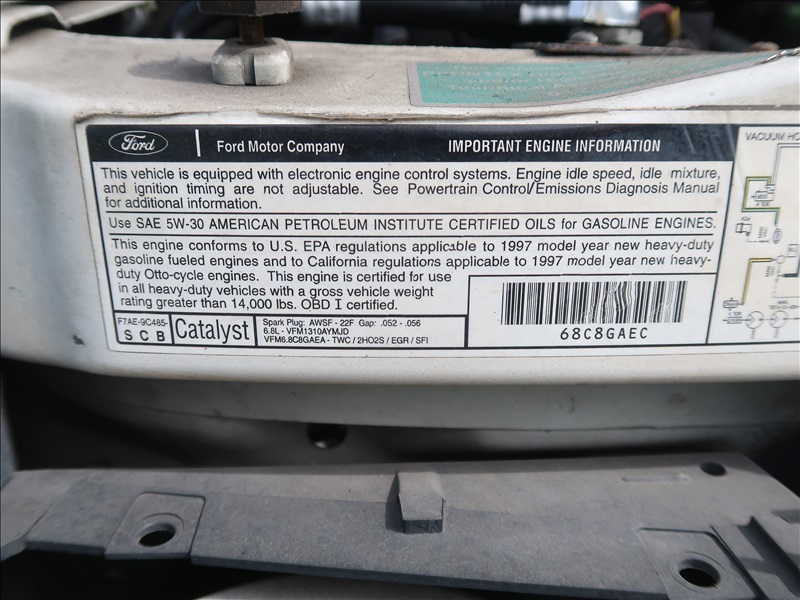 Ford
Ford Motor Company
IMPORTANT ENGINE INFORMATION
This vehicle is equipped with electronic engine control systems. Engine idle speed, idle mixture,
and ignition timing are not adjustable. See Powertrain Control/Emissions Diagnosis Manual
for additional information.
Use SAE 5W-30 AMERICAN PETROLEUM INSTITUTE CERTIFIED OILS for GASOLINE ENGINES.
This engine conforms to U.S. EPA regulations applicable to 1997 model year new heavy-duty
gasoline fueled engines and to California regulations applicable to 1997 model year new heavy-
duty Otto-cycle engines. This engine is certified for use
in all heavy-duty vehicles with a gross vehicle weight
rating greater than 14,000 lbs. OBD I certified.
F7AE-9C485-
S C B
Catalyst
Spark Plug: AWSF - 22F Gap: .052 - .056
6.8L - VFM1310AYMJD
VFM6.8C8GAEA - TWC / 2HO2S / EGR / SFI
68C8GAEC
VACUUM HO